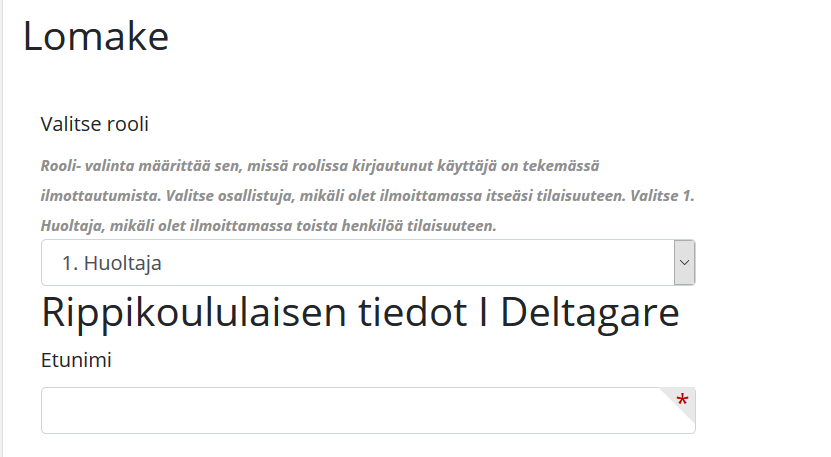 Lomake
Valitse rooli
Rooli- valinta määrittää sen, missä roolissa kirjautunut käyttäjä on tekemässä
ilmottautumista. Valitse osallistuja, mikäli olet ilmoittamassa itseäsi tilaisuuteen. Valitse 1.
Huoltaja, mikäli olet ilmoittamassa toista henkilöä tilaisuuteen.
1. Huoltaja
Rippikoululaisen tiedot I Deltagare
Etunimi
*